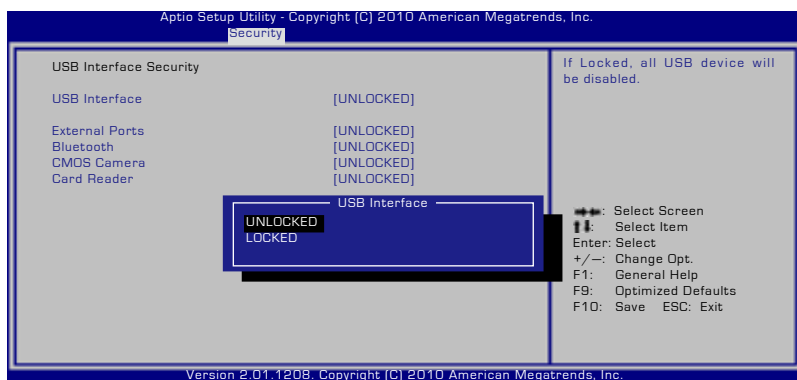 Aptio Setup Utility - Copyright (C) 2010 American Megatrends, Inc.
Security
USB Interface Security
USB Interface [UNLOCKED]
External Ports [UNLOCKED]
Bluetooth [UNLOCKED]
CMOS Camera [UNLOCKED]
Card Reader [UNLOCKED]
USB Interface
UNLOCKED
LOCKED
If Locked, all USB device will
be disabled.
→←: Select Screen
↑↓: Select Item
Enter: Select
+/—: Change Opt.
F1: General Help
F9: Optimized Defaults
F10: Save ESC: Exit
Version 2.01.1208. Copyright (C) 2010 American Megatrends, Inc.